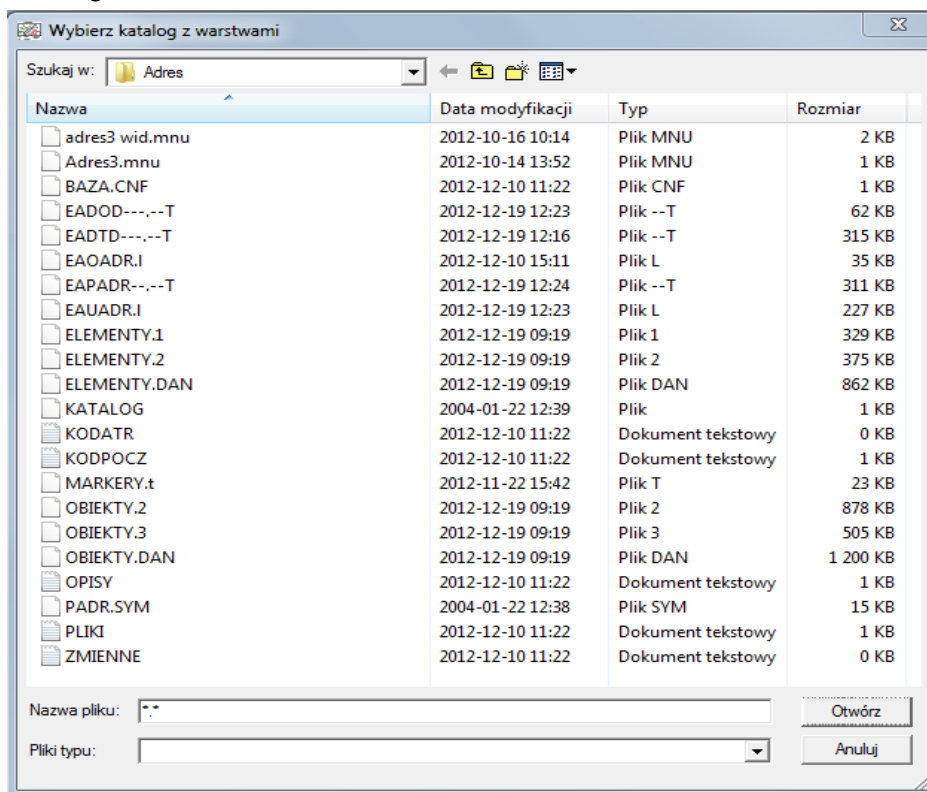 Wybierz katalog z warstwami
Szukaj w: Adres
Nazwa Data modyfikacji Typ Rozmiar
adres3 wid.mnu 2012-10-16 10:14 Plik MNU 2 KB
Adres3.mnu 2012-10-14 13:52 Plik MNU 1 KB
BAZA.CNF 2012-12-10 11:22 Plik CNF 1 KB
EADOD---.--T 2012-12-19 12:23 Plik --T 62 KB
EADTD---.--T 2012-12-19 12:16 Plik --T 315 KB
EAOADR.l 2012-12-10 15:11 Plik L 35 KB
EAPADR--.--T 2012-12-19 12:24 Plik --T 311 KB
EAUADR.l 2012-12-19 12:23 Plik L 227 KB
ELEMENTY.1 2012-12-19 09:19 Plik 1 329 KB
ELEMENTY.2 2012-12-19 09:19 Plik 2 375 KB
ELEMENTY.DAN 2012-12-19 09:19 Plik DAN 862 KB
KATALOG 2004-01-22 12:39 Plik 1 KB
KODATR 2012-12-10 11:22 Dokument tekstowy 0 KB
KODPOCZ 2012-12-10 11:22 Dokument tekstowy 1 KB
MARKERY.t 2012-11-22 15:42 Plik T 23 KB
OBIEKTY.2 2012-12-19 09:19 Plik 2 878 KB
OBIEKTY.3 2012-12-19 09:19 Plik 3 505 KB
OBIEKTY.DAN 2012-12-19 09:19 Plik DAN 1 200 KB
OPISY 2012-12-10 11:22 Dokument tekstowy 1 KB
PADR.SYM 2004-01-22 12:38 Plik SYM 15 KB
PLIKI 2012-12-10 11:22 Dokument tekstowy 1 KB
ZMIENNE 2012-12-10 11:22 Dokument tekstowy 0 KB
Nazwa pliku: *.* Otwórz
Pliki typu: Anuluj